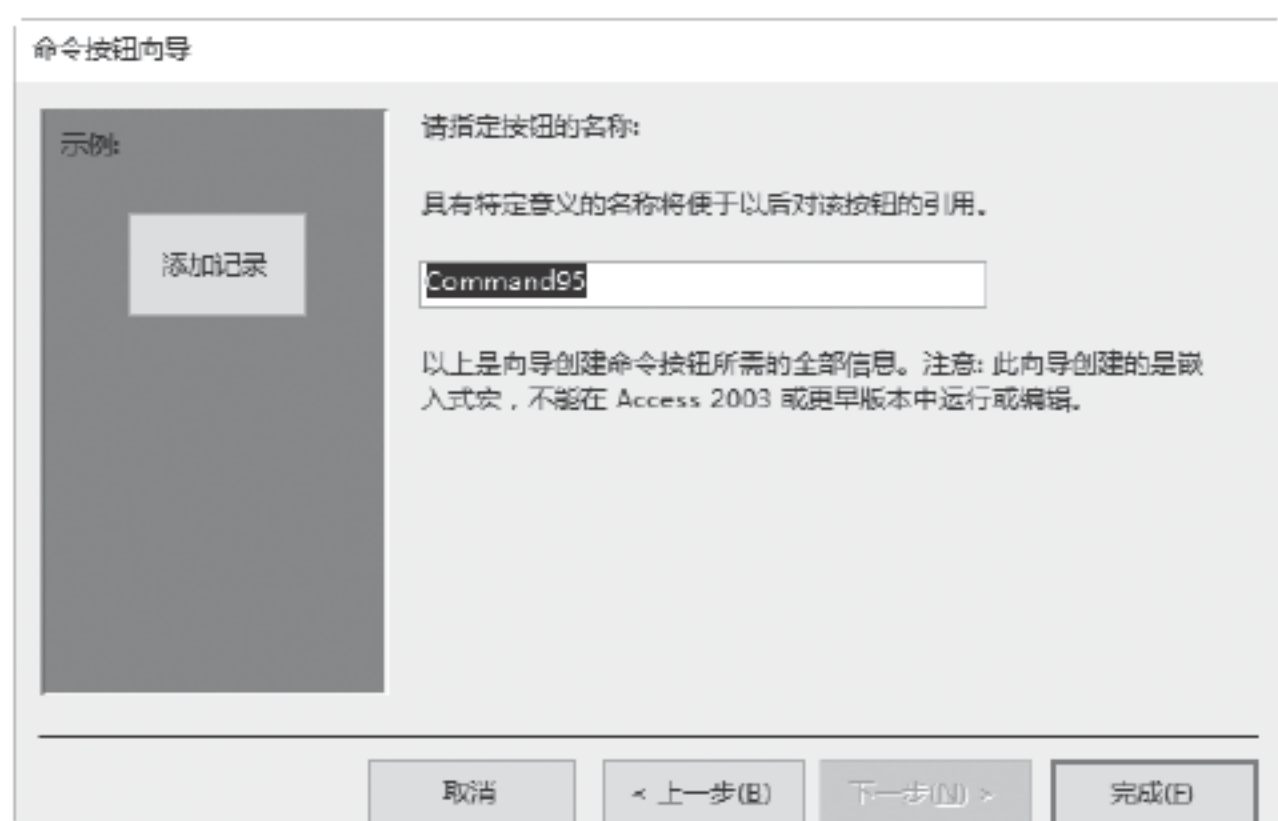 命令按钮向导
示例:
添加记录
请指定按钮的名称:
具有特定意义的名称将便于以后对该按钮的引用。
Command95
以上是向导创建命令按钮所需的全部信息。注意: 此向导创建的是嵌
入式宏，不能在 Access 2003 或更早版本中运行或编辑。
取消
< 上一步(B)
下一步(N) >
完成(F)